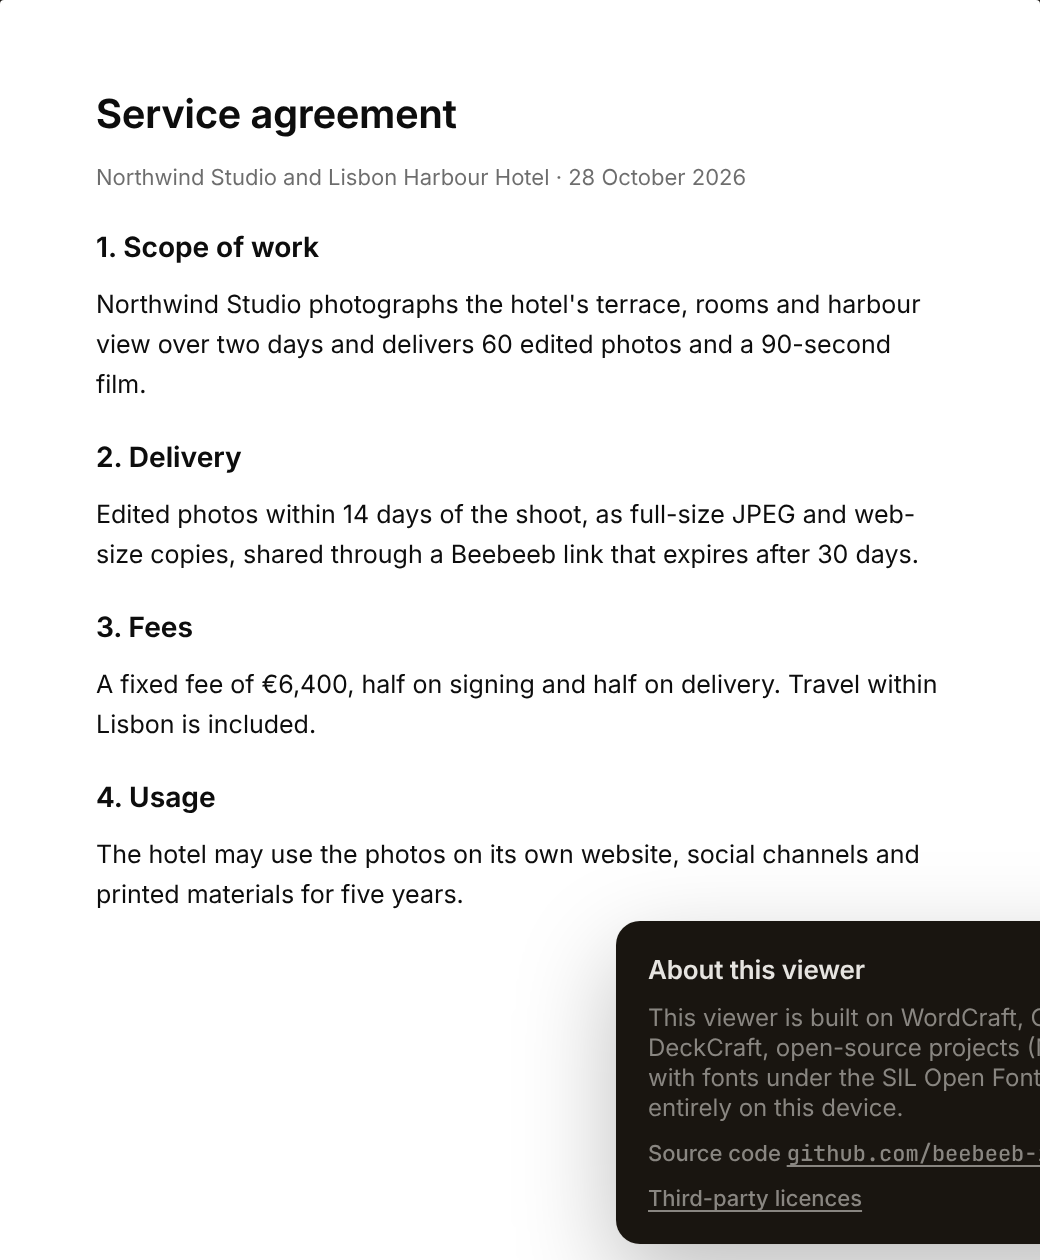 Service agreement
Northwind Studio and Lisbon Harbour Hotel · 28 October 2026
1. Scope of work
Northwind Studio photographs the hotel's terrace, rooms and harbour
view over two days and delivers 60 edited photos and a 90-second
film.
2. Delivery
Edited photos within 14 days of the shoot, as full-size JPEG and web-
size copies, shared through a Beebeeb link that expires after 30 days.
3. Fees
A fixed fee of €6,400, half on signing and half on delivery. Travel within
Lisbon is included.
4. Usage
The hotel may use the photos on its own website, social channels and
printed materials for five years.
About this viewer
This viewer is built on WordCraft,
DeckCraft, open-source projects
with fonts under the SIL Open Font
entirely on this device.
Source code github.com/beebeeb-
Third-party licences